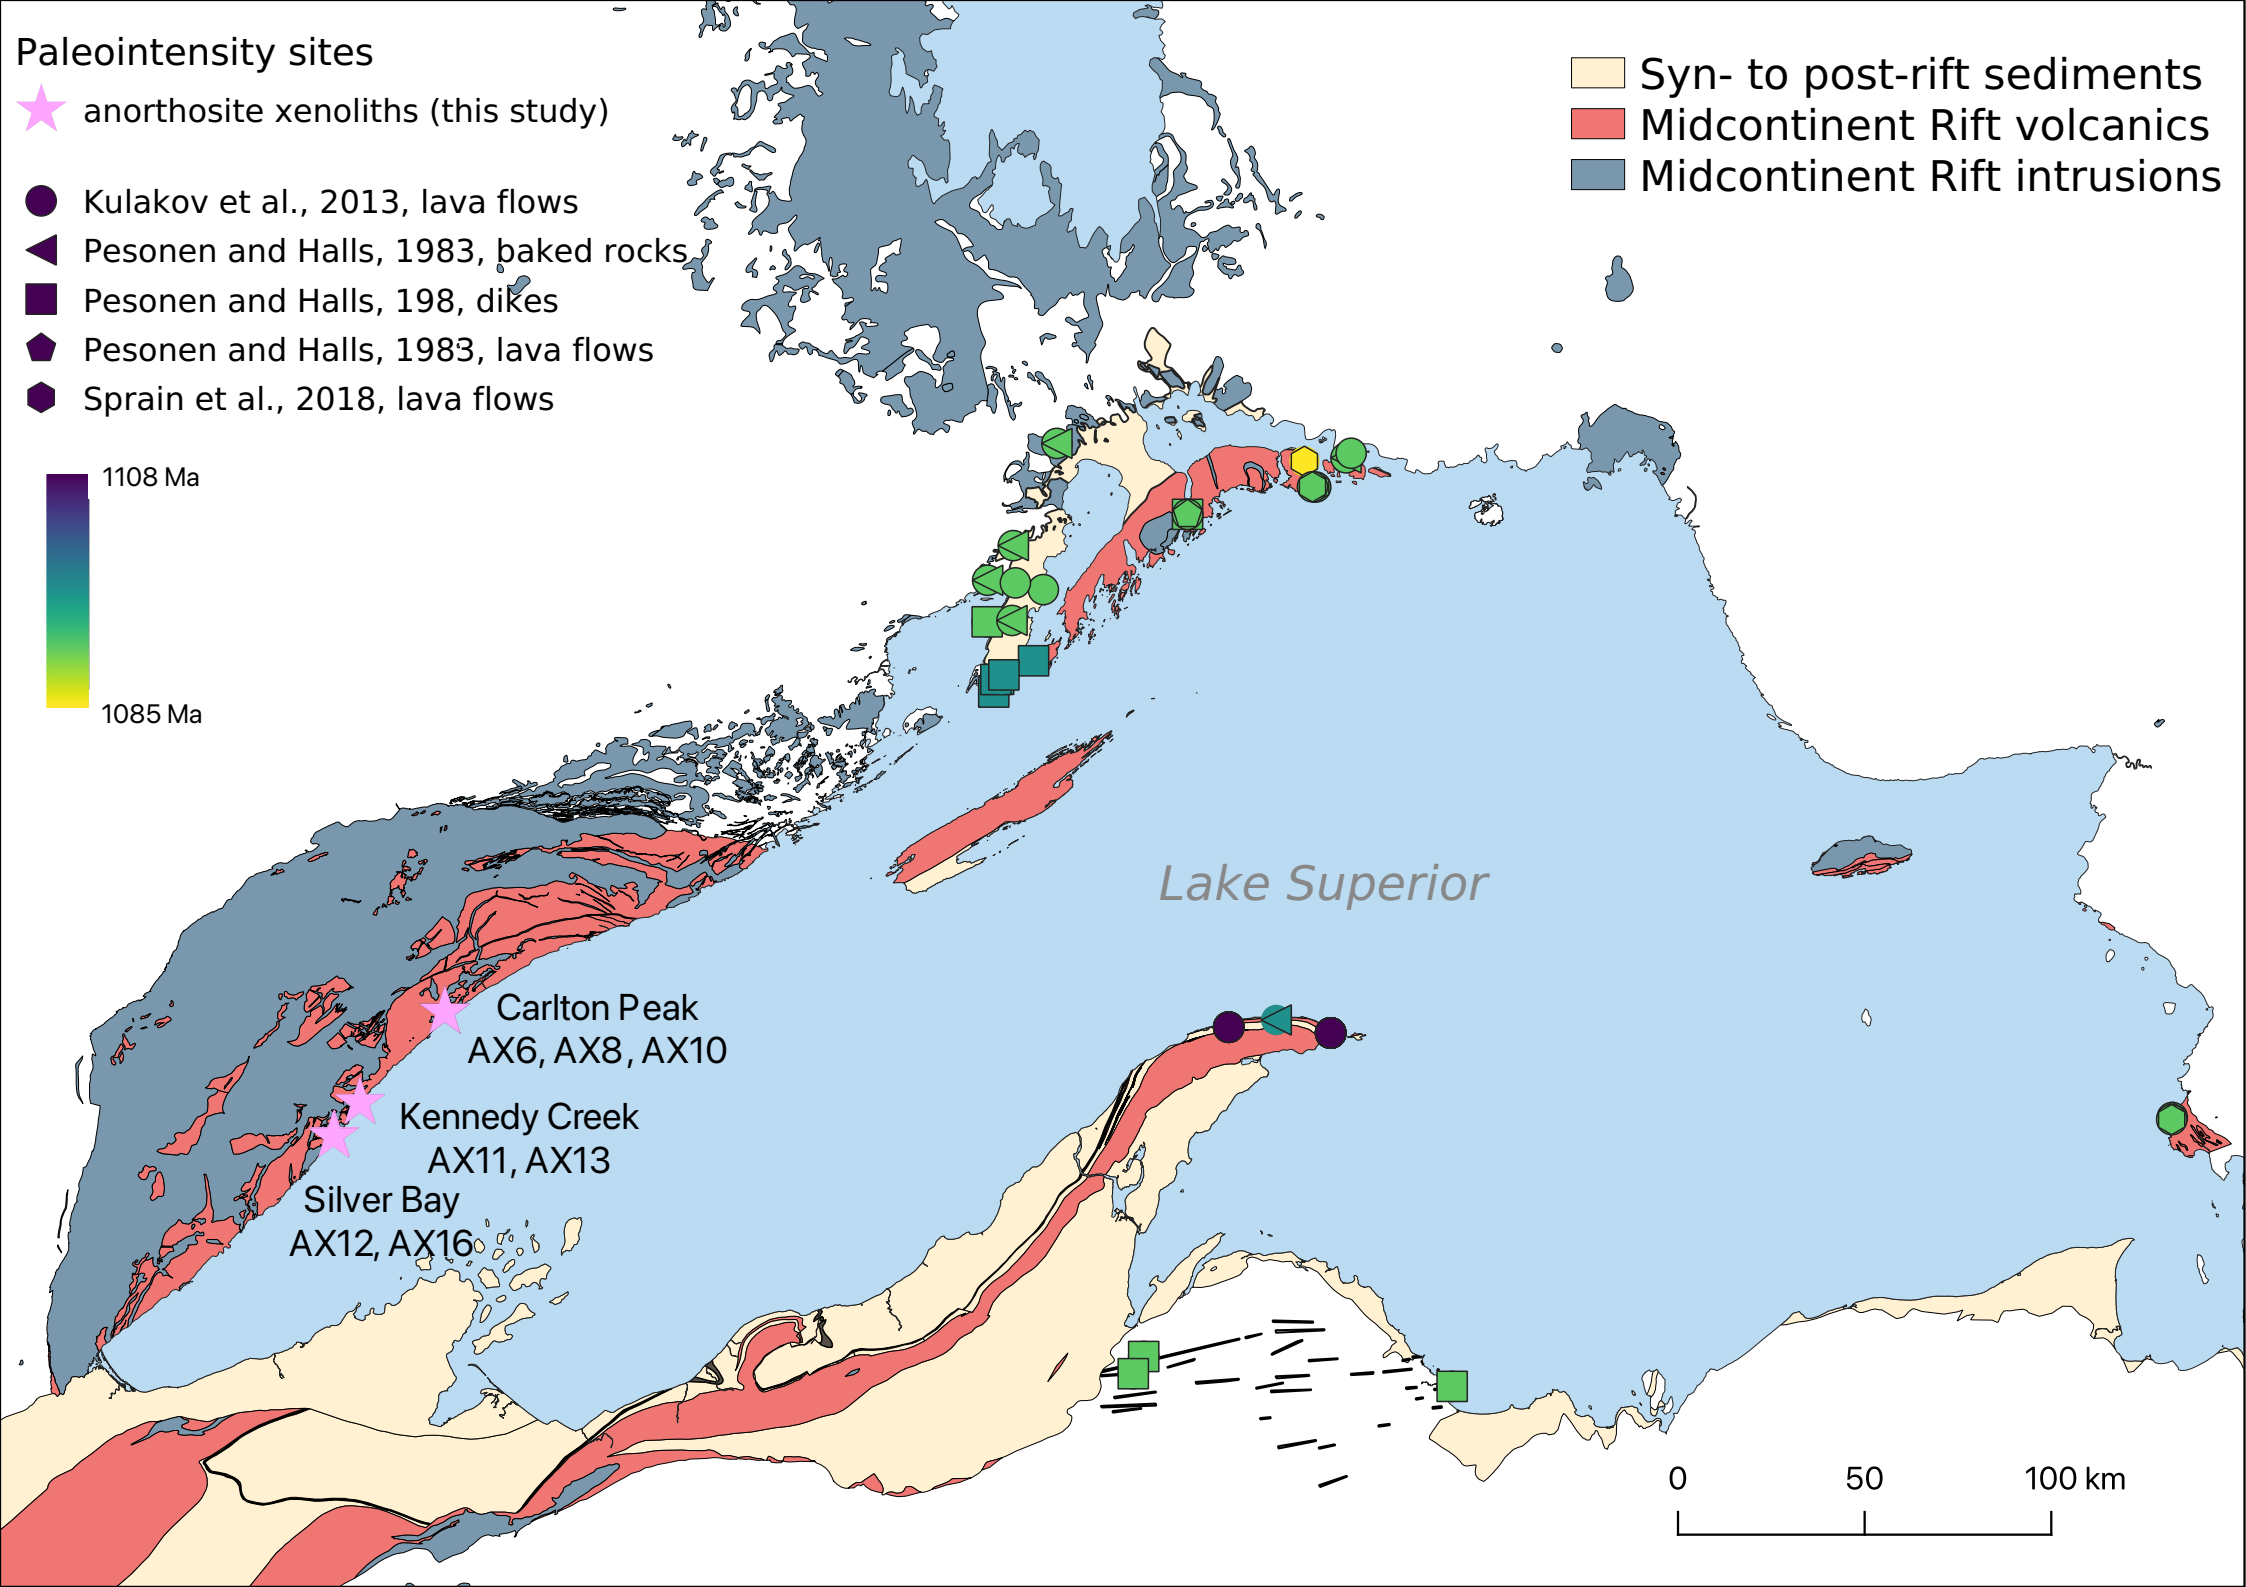 Paleointensity sites
anorthosite xenoliths (this study)
Kulakov et al., 2013, lava flows
Pesonen and Halls, 1983, baked rocks
Pesonen and Halls, 198, dikes
Pesonen and Halls, 1983, lava flows
Sprain et al., 2018, lava flows
1108 Ma
1085 Ma
Syn- to post-rift sediments
Midcontinent Rift volcanics
Midcontinent Rift intrusions
Lake Superior
Carlton Peak
AX6, AX8, AX10
Kennedy Creek
AX11, AX13
Silver Bay
AX12, AX16
0 50 100 km